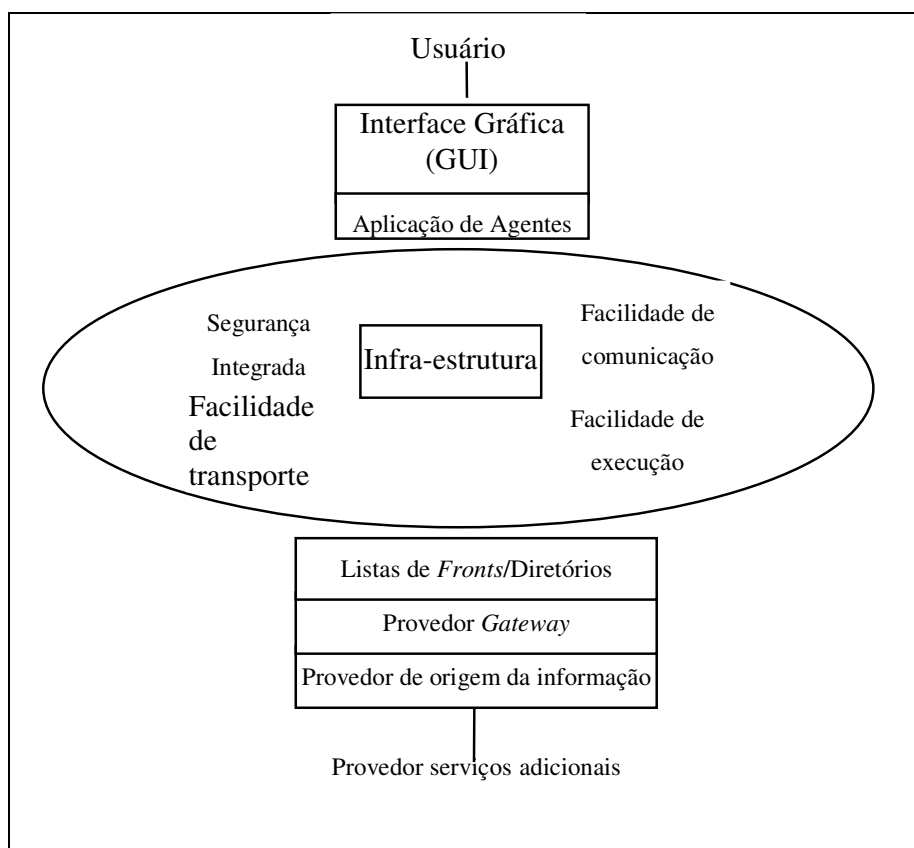 Usuário
Interface Gráfica
(GUI)
Aplicação de Agentes
Segurança
Integrada
Facilidade
de
transporte
Infra-estrutura
Facilidade de
comunicação
Facilidade de
execução
Listas de Fronts/Diretórios
Provedor Gateway
Provedor de origem da informação
Provedor serviços adicionais